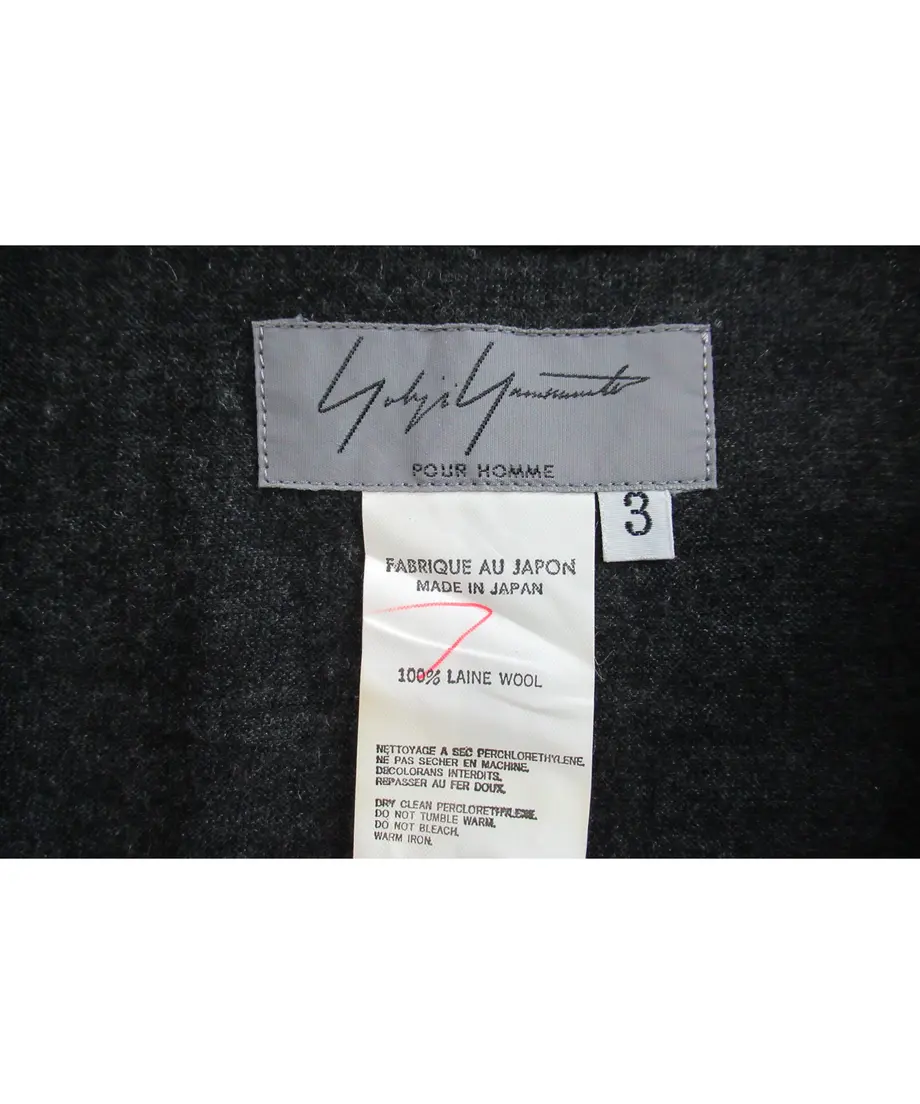 Yohji Yamamoto
POUR HOMME
3
FABRIQUE AU JAPON
MADE IN JAPAN
100% LAINE WOOL
NETTOYAGE A SEC PERCHLORETHYLENE.
NE PAS SECHER EN MACHINE.
DECOLORANS INTERDITS.
REPASSER AU FER DOUX.
DRY CLEAN PERCLORETHYLENE.
DO NOT TUMBLE WARM.
DO NOT BLEACH.
WARM IRON.